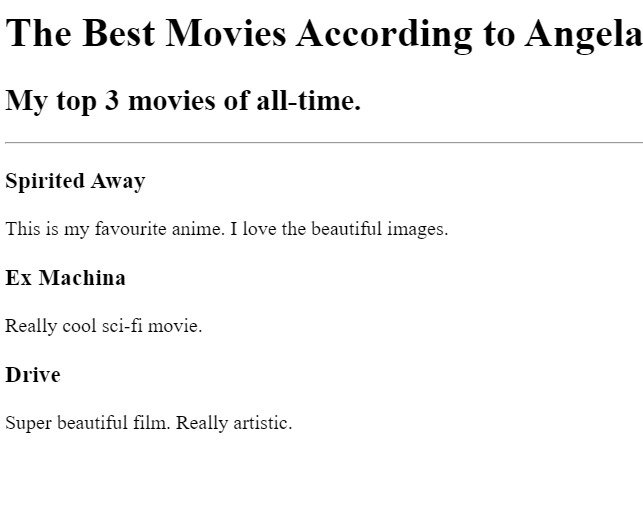 The Best Movies According to Angela
My top 3 movies of all-time.
Spirited Away
This is my favourite anime. I love the beautiful images.
Ex Machina
Really cool sci-fi movie.
Drive
Super beautiful film. Really artistic.